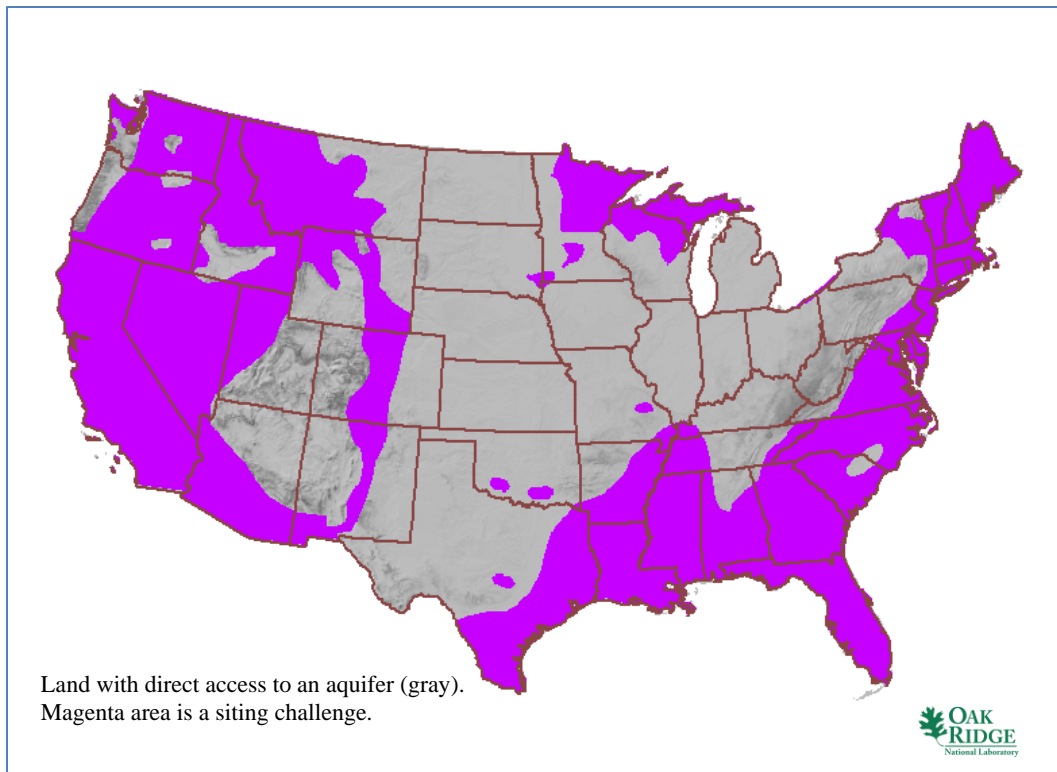 Land with direct access to an aquifer (gray).
Magenta area is a siting challenge.
OAK
RIDGE
National Laboratory